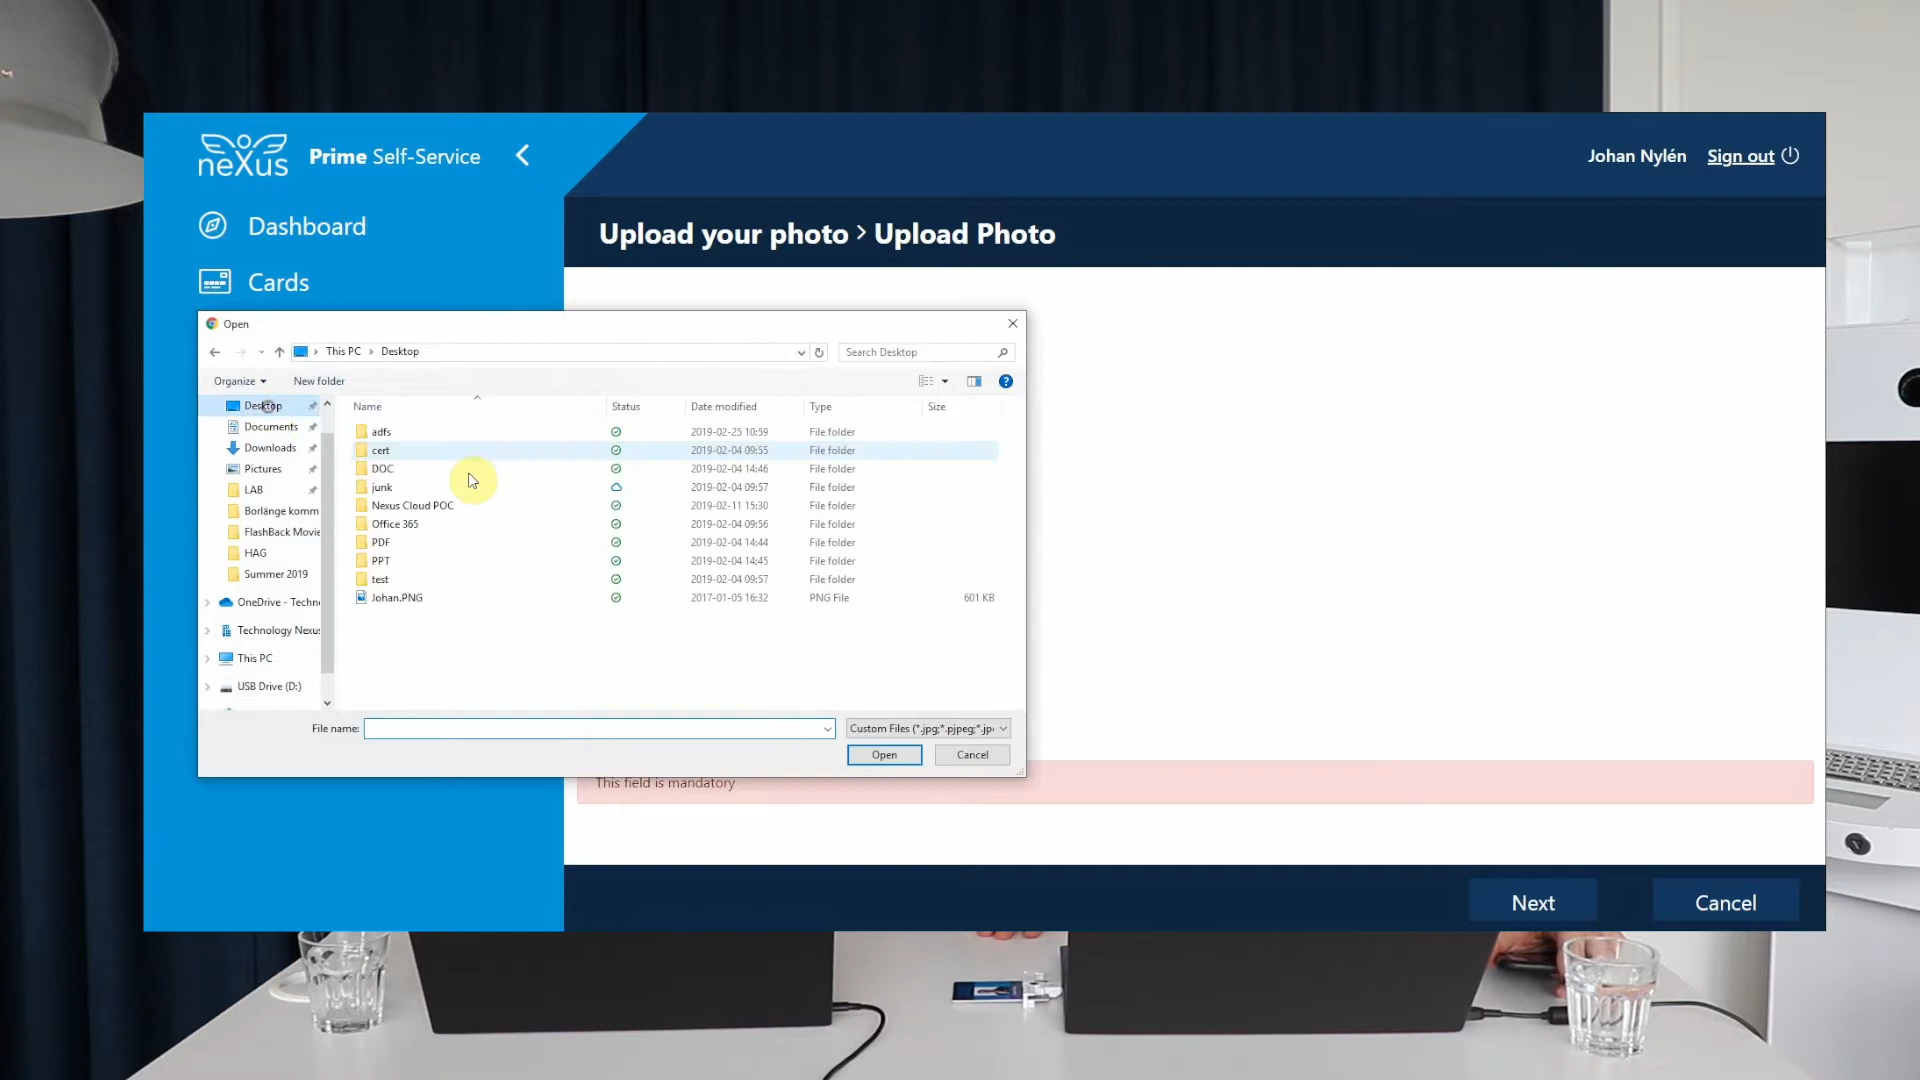 neXus
Prime Self-Service
Johan Nylén
Sign out
Dashboard
Upload your photo > Upload Photo
Cards
Open
This PC > Desktop
Search Desktop
Organize
New folder
Name
Status
Date modified
Type
Size
Desktop
Documents
Downloads
Pictures
LAB
Borlänge komm
FlashBack Movie
HAG
Summer 2019
OneDrive - Techn
Technology Nexus
This PC
USB Drive (D:)
adfs 2019-02-25 10:59 File folder
cert 2019-02-04 09:55 File folder
DOC 2019-02-04 14:46 File folder
junk 2019-02-04 09:57 File folder
Nexus Cloud POC 2019-02-11 15:30 File folder
Office 365 2019-02-04 09:56 File folder
PDF 2019-02-04 14:44 File folder
PPT 2019-02-04 14:45 File folder
test 2019-02-04 09:57 File folder
Johan.PNG 2017-01-05 16:32 PNG File 601 KB
File name:
Custom Files (*.jpg;*.pjpeg;*.jp
Open
Cancel
This field is mandatory
Next
Cancel